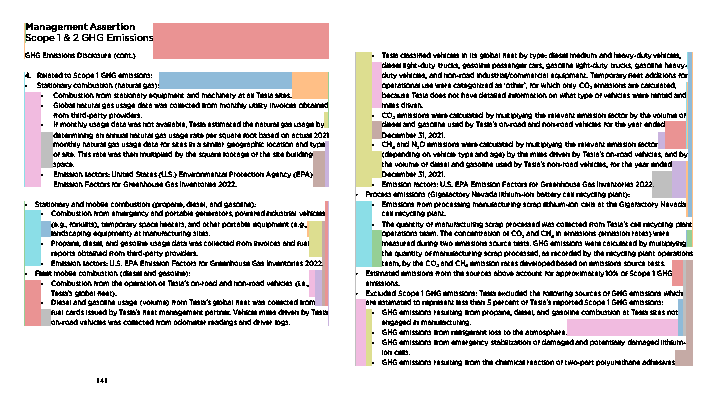 Management Assertion
Scope 1 & 2 GHG Emissions
GHG Emissions Disclosure (cont.)
4. Related to Scope 1 GHG emissions:
• Stationary combustion (natural gas):
• Combustion from stationary equipment and machinery at all Tesla sites.
• Global natural gas usage data was collected from monthly utility invoices obtained
from third-party providers.
• If monthly usage data was not available, Tesla estimated the natural gas usage by
determining an annual natural gas usage rate per square foot based on actual 2021
monthly natural gas usage data for sites in a similar geographic location and type
of site. This rate was then multiplied by the square footage of the site building
space.
• Emission factors: United States (U.S.) Environmental Protection Agency (EPA)
Emission Factors for Greenhouse Gas Inventories 2022.
• Stationary and mobile combustion (propane, diesel, and gasoline):
• Combustion from emergency and portable generators, powered industrial vehicles
(e.g., forklifts), temporary space heaters, and other portable equipment (e.g.,
landscaping equipment) at manufacturing sites.
• Propane, diesel, and gasoline usage data was collected from invoices and fuel
reports obtained from third-party providers.
• Emission factors: U.S. EPA Emission Factors for Greenhouse Gas Inventories 2022.
• Fleet mobile combustion (diesel and gasoline):
• Combustion from the operation of Tesla's on-road and non-road vehicles (i.e.,
Tesla's global fleet).
• Diesel and gasoline usage (volume) from Tesla's global fleet was collected from
fuel cards issued by Tesla's fleet management partner. Vehicle miles driven by Tesla
on-road vehicles was collected from odometer readings and driver logs.
141
• Tesla classified vehicles in its global fleet by type: diesel medium and heavy-duty vehicles,
diesel light-duty trucks, gasoline passenger cars, gasoline light-duty trucks, gasoline heavy-
duty vehicles, and non-road industrial/commercial equipment. Temporary fleet additions for
operational use were categorized as 'other', for which only CO₂ emissions are calculated,
because Tesla does not have detailed information on what type of vehicles were rented and
miles driven.
• CO₂ emissions were calculated by multiplying the relevant emission factor by the volume of
diesel and gasoline used by Tesla's on-road and non-road vehicles for the year ended
December 31, 2021.
• CH₄ and N₂O emissions were calculated by multiplying the relevant emission factor
(depending on vehicle type and age) by the miles driven by Tesla's on-road vehicles, and by
the volume of diesel and gasoline used by Tesla's non-road vehicles, for the year ended
December 31, 2021.
• Emission factors: U.S. EPA Emission Factors for Greenhouse Gas Inventories 2022.
• Process emissions (Gigafactory Nevada lithium-ion battery cell recycling plant):
• Emissions from processing manufacturing scrap lithium-ion cells at the Gigafactory Nevada
cell recycling plant.
• The quantity of manufacturing scrap processed was collected from Tesla's cell recycling plant
operations team. The concentration of CO₂ and CH₄ in emissions (emission rates) were
measured during two emissions source tests. GHG emissions were calculated by multiplying
the quantity of manufacturing scrap processed, as recorded by the recycling plant operations
team, by the CO₂ and CH₄ emission rates developed based on emissions source tests.
• Estimated emissions from the sources above account for approximately 10% of Scope 1 GHG
emissions.
• Excluded Scope 1 GHG emissions: Tesla excluded the following sources of GHG emissions which
are estimated to represent less than 5 percent of Tesla's reported Scope 1 GHG emissions:
• GHG emissions resulting from propane, diesel, and gasoline combustion at Tesla sites not
engaged in manufacturing.
• GHG emissions from refrigerant loss to the atmosphere.
• GHG emissions from emergency stabilization of damaged and potentially damaged lithium-
ion cells.
• GHG emissions resulting from the chemical reaction of two-part polyurethane adhesives